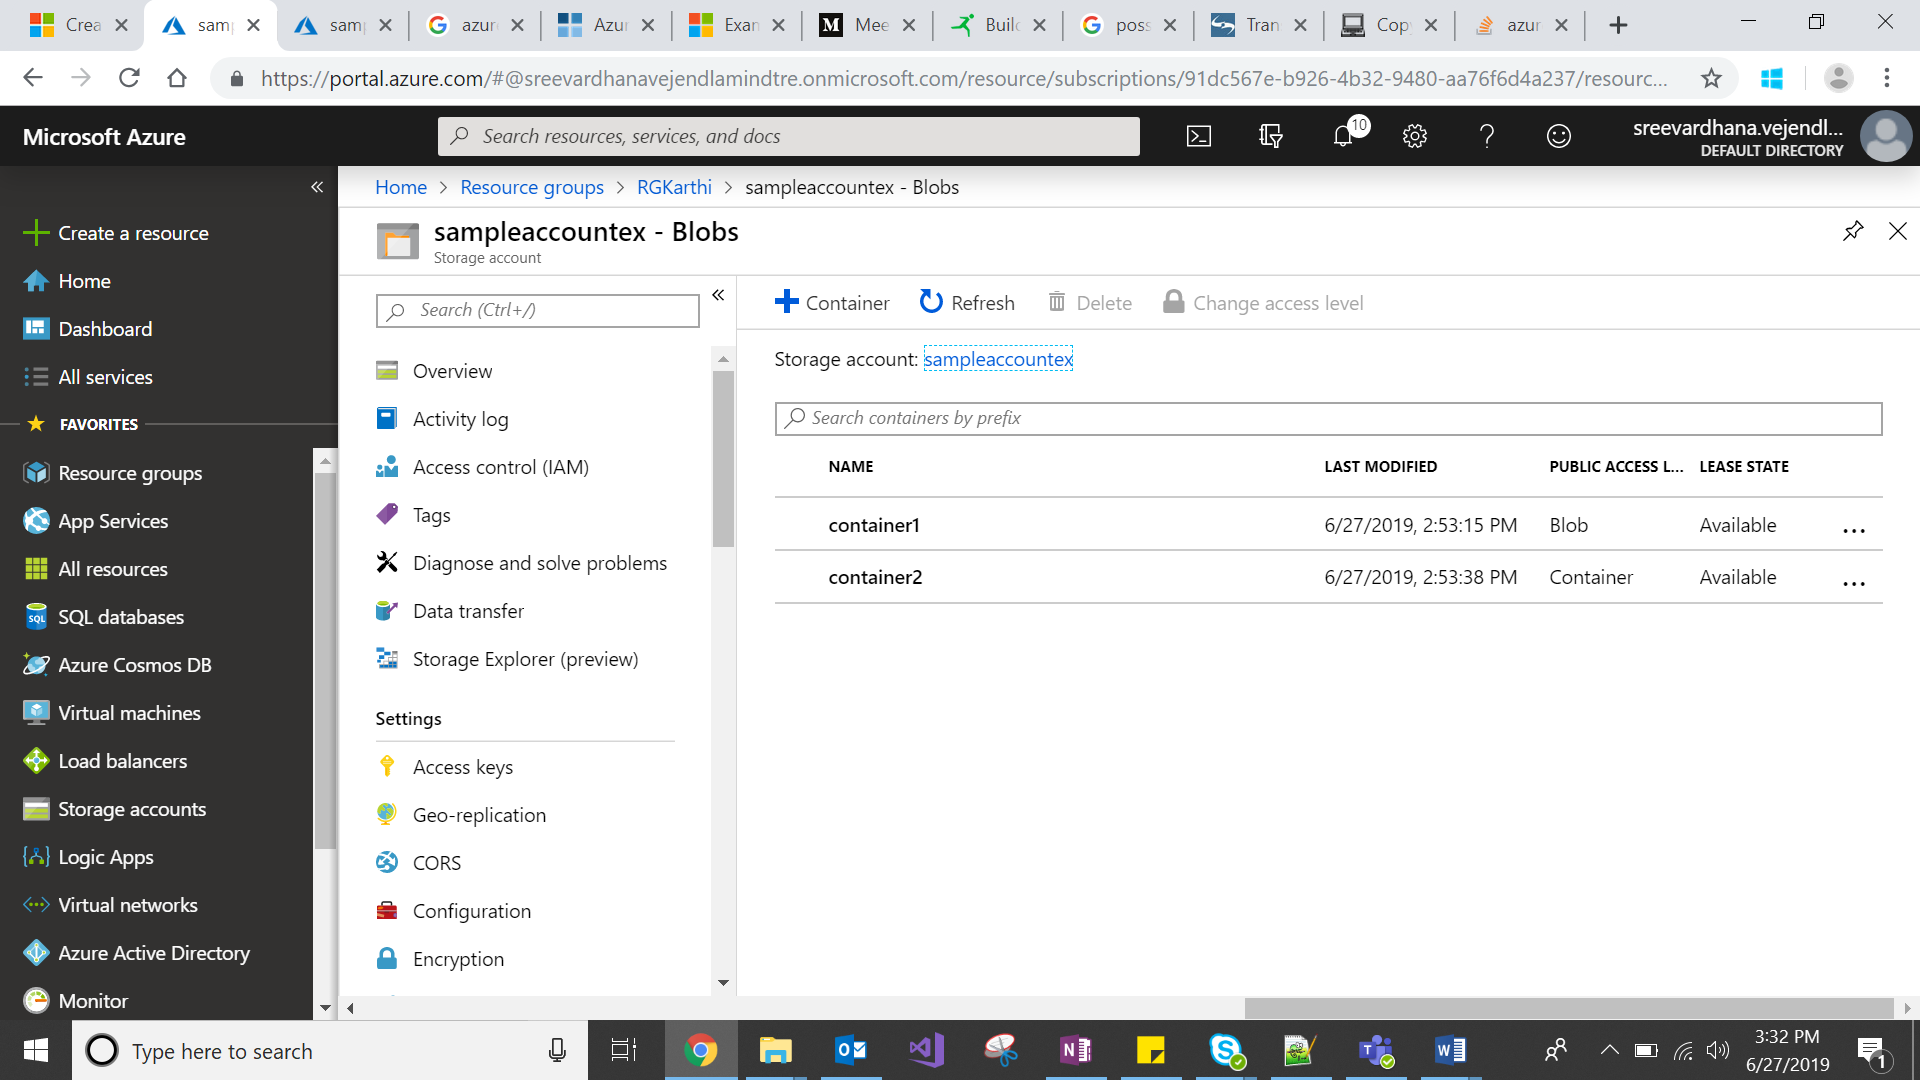 Crea
sam
sam
azur
Azur
Exan
M Mee
Builc
poss
Tran
Cop
azur
https://portal.azure.com/#@sreevardhanavejendlamindtre.onmicrosoft.com/resource/subscriptions/91dc567e-b926-4b32-9480-aa76f6d4a237/resourc...
Microsoft Azure
Search resources, services, and docs
10
sreevardhana.vejendl...
DEFAULT DIRECTORY
Create a resource
Home
Dashboard
All services
FAVORITES
Resource groups
App Services
All resources
SQL databases
Azure Cosmos DB
Virtual machines
Load balancers
Storage accounts
Logic Apps
Virtual networks
Azure Active Directory
Monitor
Home > Resource groups > RGKarthi > sampleaccountex - Blobs
sampleaccountex - Blobs
Storage account
Search (Ctrl+/)
Overview
Activity log
Access control (IAM)
Tags
Diagnose and solve problems
Data transfer
Storage Explorer (preview)
Settings
Access keys
Geo-replication
CORS
Configuration
Encryption
Container Refresh Delete Change access level
Storage account: sampleaccountex
Search containers by prefix
NAME LAST MODIFIED PUBLIC ACCESS L... LEASE STATE
container1 6/27/2019, 2:53:15 PM Blob Available ...
container2 6/27/2019, 2:53:38 PM Container Available ...
Type here to search
3:32 PM
6/27/2019
1